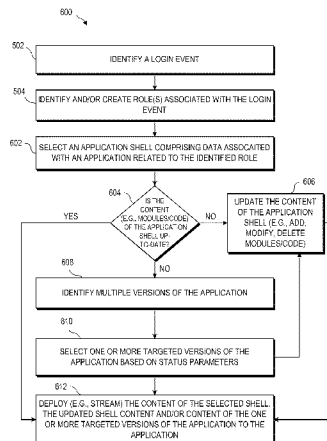 600
502
IDENTIFY A LOGIN EVENT
504
IDENTIFY AND/OR CREATE ROLE(S) ASSOCIATED WITH THE LOGIN
EVENT
602
SELECT AN APPLICATION SHELL COMPRISING DATA ASSOCAITED
WITH AN APPLICATION RELATED TO THE IDENTIFIED ROLE
604
IS THE
CONTENT
(E.G., MODULES/CODE)
OF THE APPLICATION
SHELL UP-
TO-DATE?
YES
NO
606
UPDATE THE CONTENT
OF THE APPLICATION
SHELL (E.G., ADD,
MODIFY, DELETE
MODULES/CODE)
NO
608
IDENTIFY MULTIPLE VERSIONS OF THE APPLICATION
610
SELECT ONE OR MORE TARGETED VERSIONS OF THE
APPLICATION BASED ON STATUS PARAMETERS
612
DEPLOY (E.G., STREAM) THE CONTENT OF THE SELECTED SHELL,
THE UPDATED SHELL CONTENT AND/OR CONTENT OF THE ONE
OR MORE TARGETED VERSIONS OF THE APPLICATION TO THE
APPLICATION